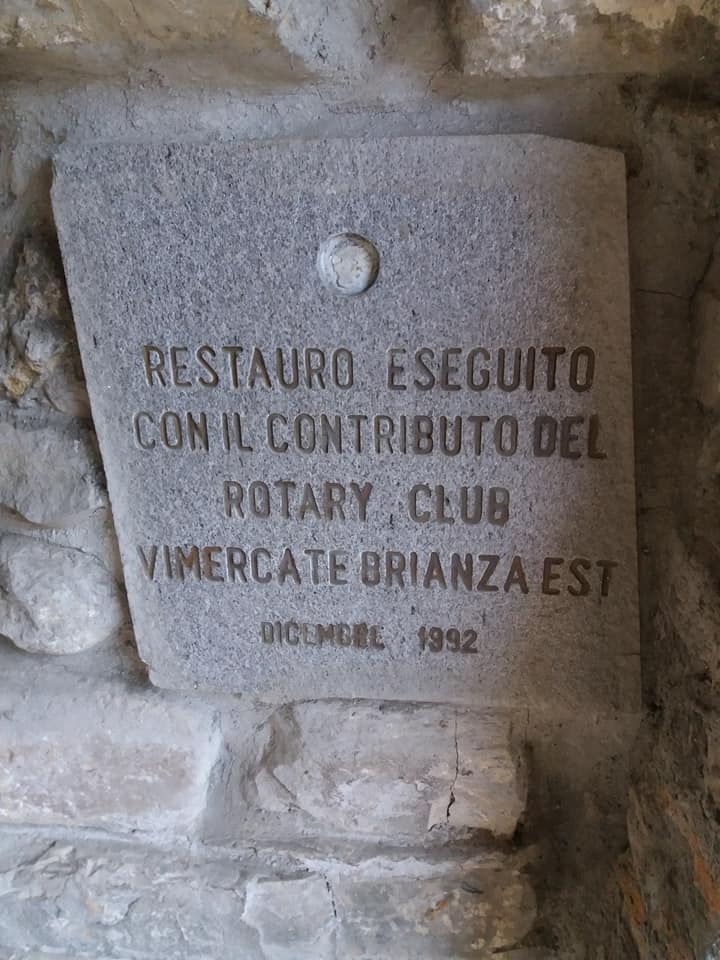 RESTAURO ESEGUITO
CON IL CONTRIBUTO DEL
ROTARY CLUB
VIMERCATE BRIANZA EST
DICEMBRE 1992